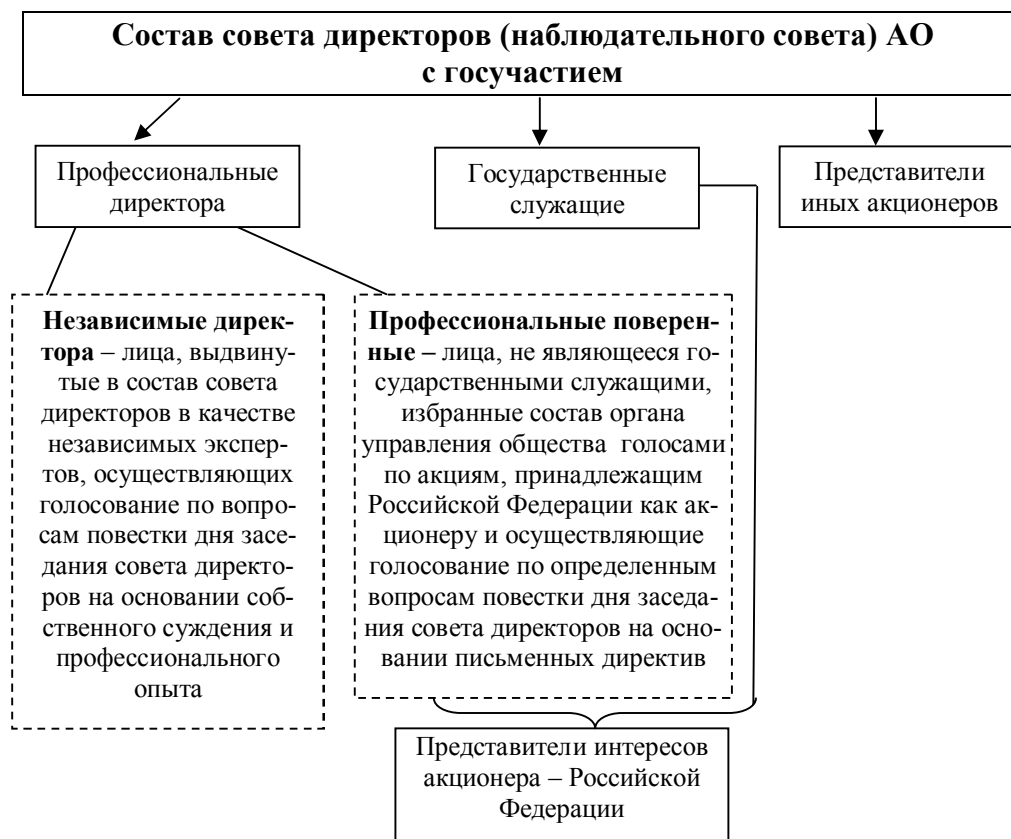 Состав совета директоров (наблюдательного совета) АО
с госучастием
Профессиональные
директора
Государственные
служащие
Представители
иных акционеров
Независимые дирек-
тора – лица, выдвину-
тые в состав совета
директоров в качестве
независимых экспер-
тов, осуществляющих
голосование по вопро-
сам повестки дня засе-
дания совета директо-
ров на основании соб-
ственного суждения и
профессионального
опыта
Профессиональные поверен-
ные – лица, не являющееся го-
сударственными служащими,
избранные состав органа
управления общества голосами
по акциям, принадлежащим
Российской Федерации как ак-
ционеру и осуществляющие
голосование по определенным
вопросам повестки дня заседа-
ния совета директоров на осно-
вании письменных директив
Представители интересов
акционера – Российской
Федерации